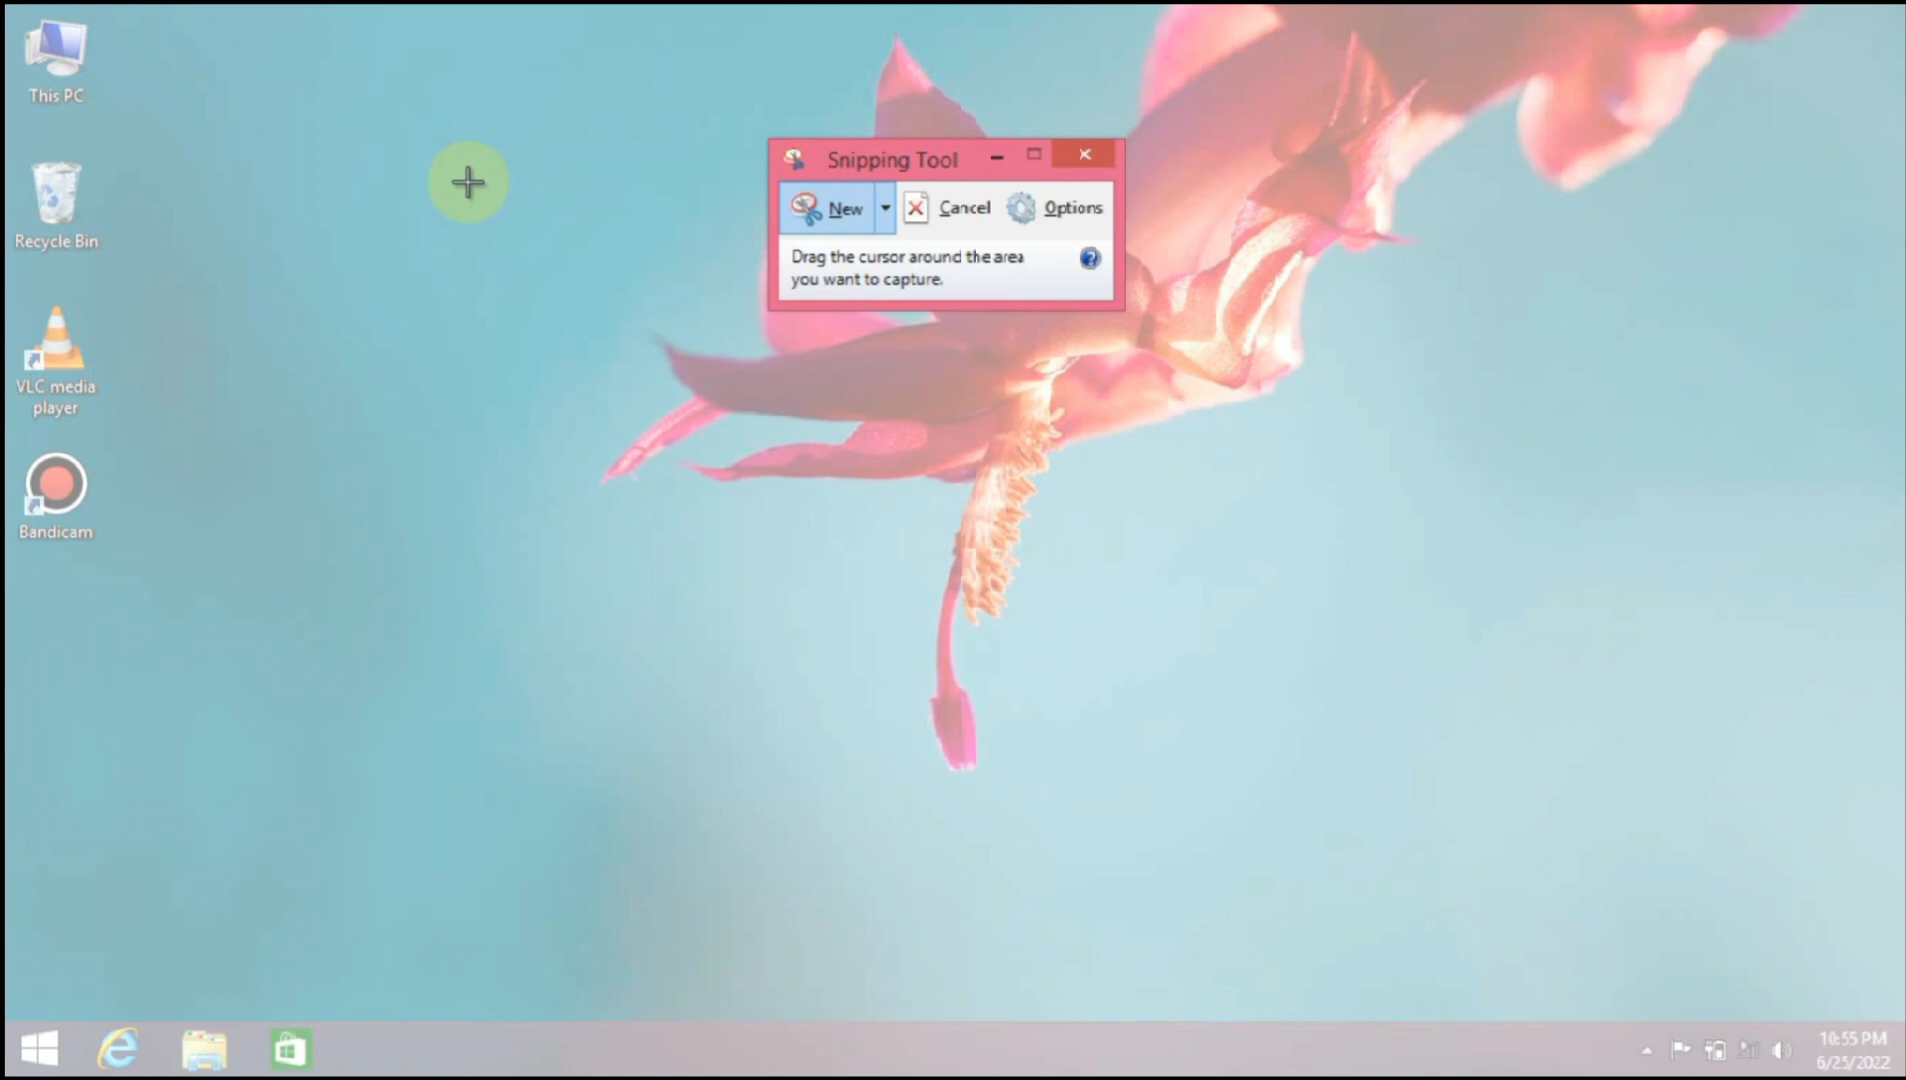 This PC
Recycle Bin
VLC media
player
Bandicam
Snipping Tool
New
Cancel
Options
Drag the cursor around the area
you want to capture.
10:55 PM
6/25/2022